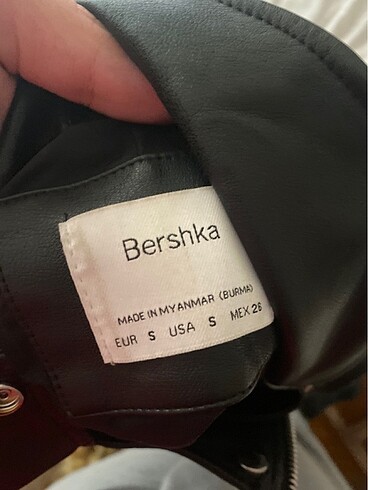 Bershka
MADE IN MYANMAR (BURMA)
EUR S USA S MEX 26